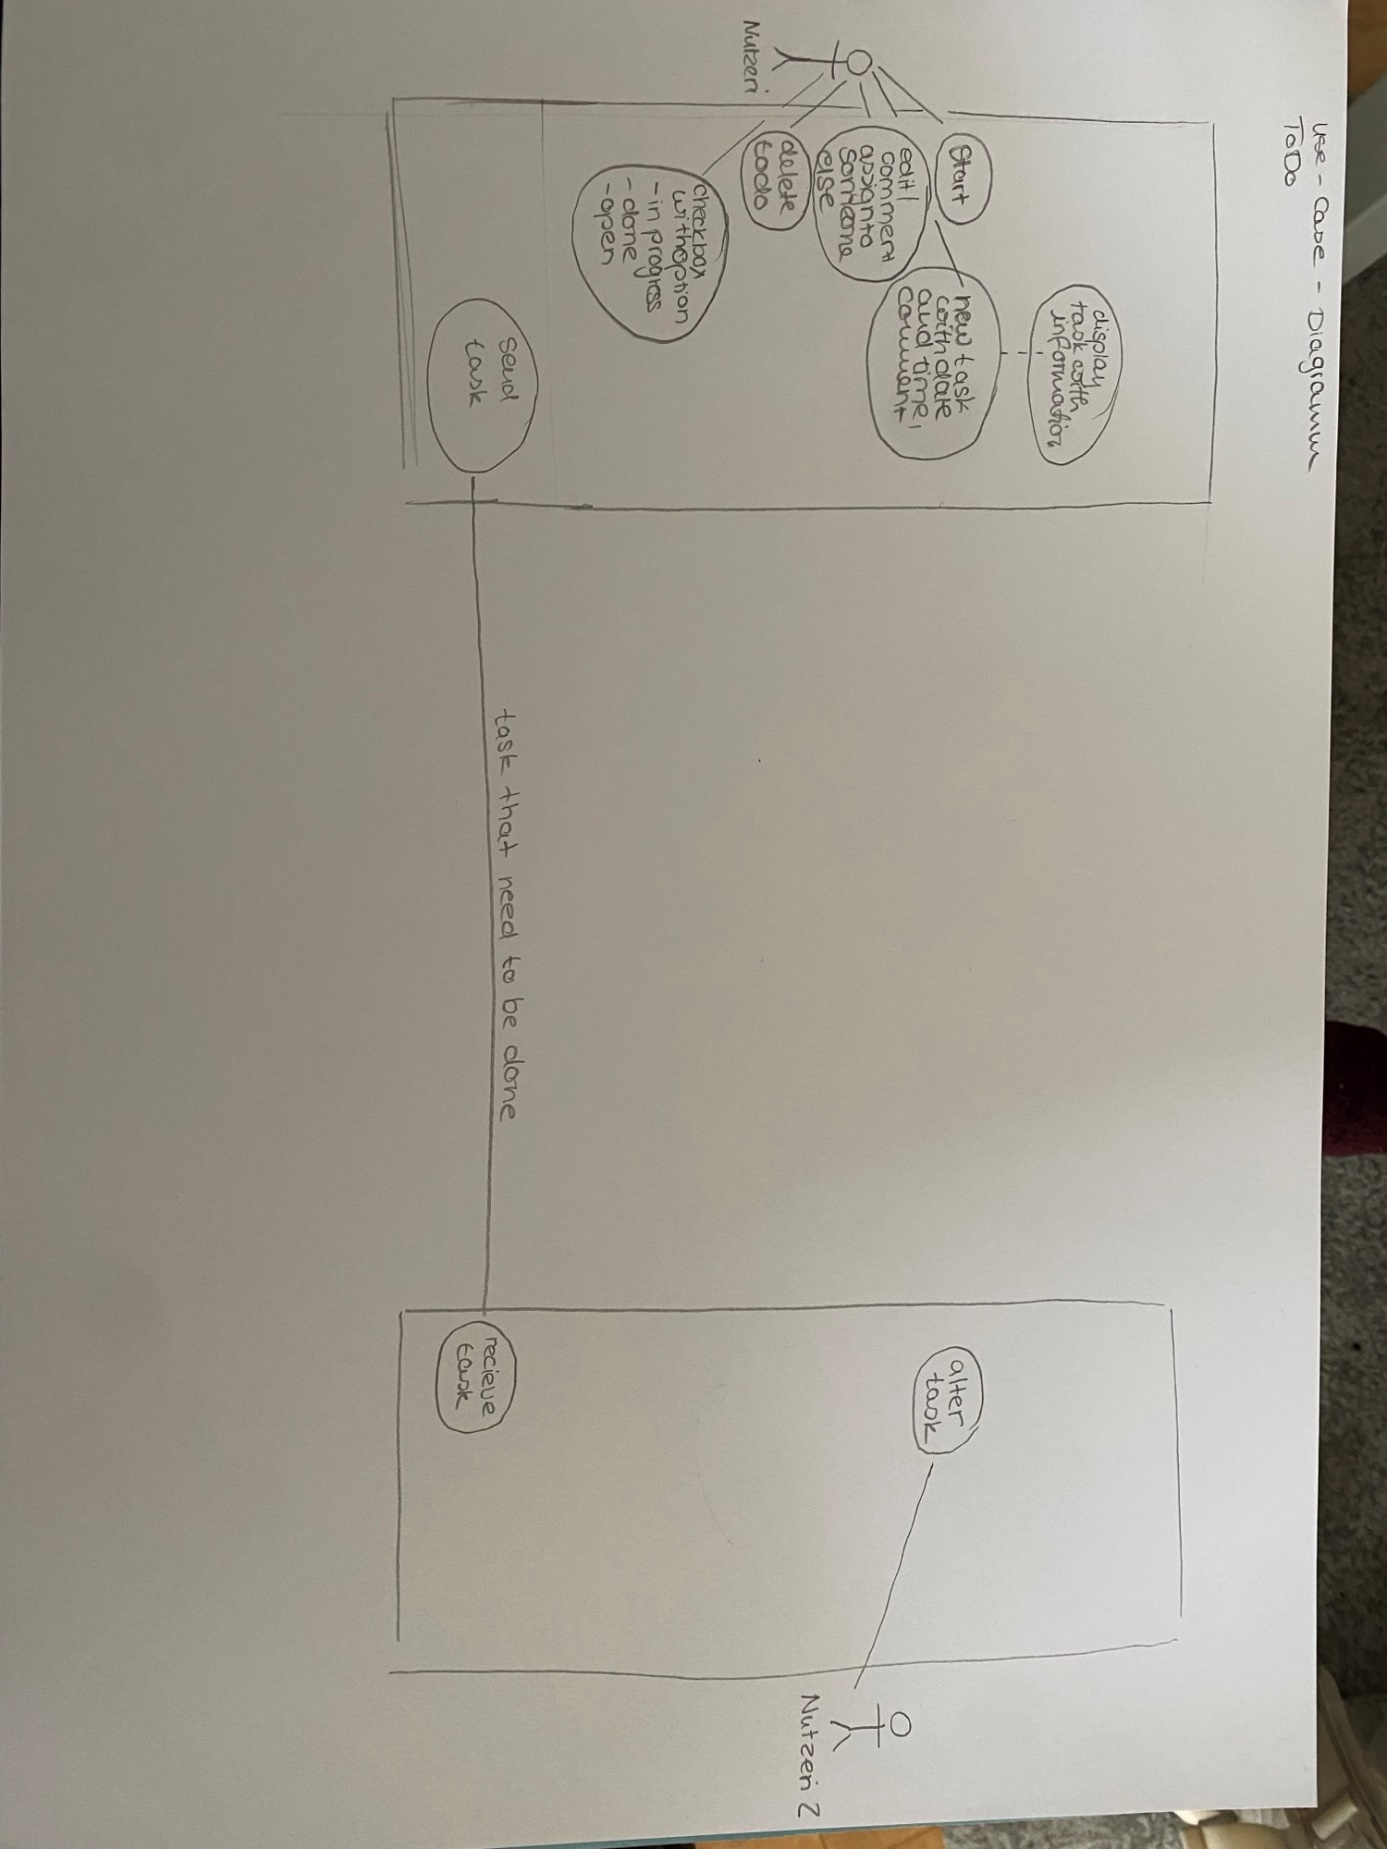 Use - Case - Diagramm
ToDo
Nutzeri
Start
edit/
comment
assign to
someone
else
delete
todo
checkbox
with option
- in progress
- done
- open
new task
with date
and time,
comment
display
task with
information
send
task
task that need to be done
recieve
task
alter
task
Nutzeri 2